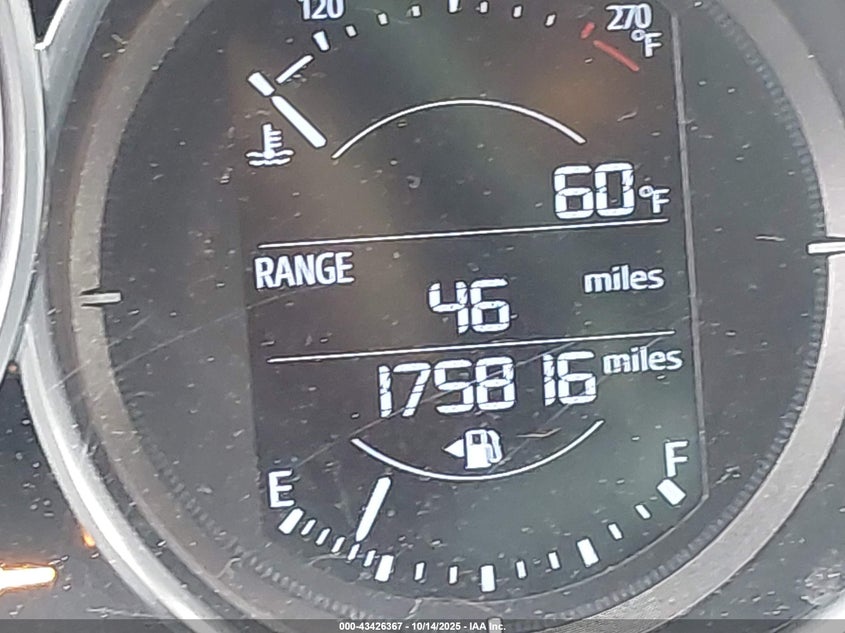 120
270
°F
60 °F
RANGE
46 miles
175816 miles
E
F
000-43426367 - 10/14/2025 - IAA Inc.